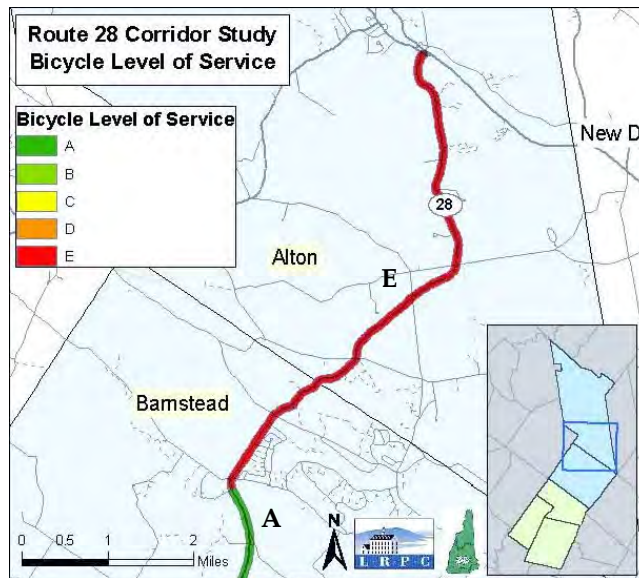 Route 28 Corridor Study
Bicycle Level of Service
Bicycle Level of Service
A
B
C
D
E
New D
28
Alton
E
Barnstead
A
N
0 0.5 1 2
Miles
L·R·P·C